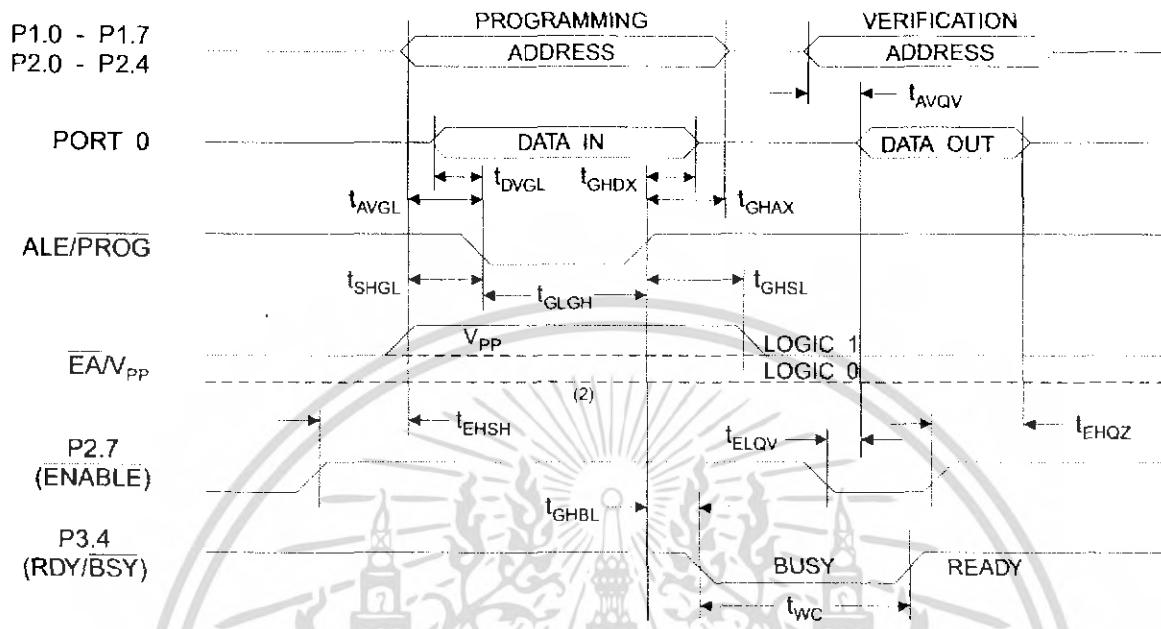 PROGRAMMING VERIFICATION
P1.0 - P1.7
P2.0 - P2.4
ADDRESS ADDRESS
tAVQV
PORT 0 DATA IN DATA OUT
tDVGL tGHDX
tAVGL tGHAX
ALE/PROG
tSHGL tGLGH tGHSL
EA/VPP VPP LOGIC 1
LOGIC 0
(2)
tEHSH tELQV tEHQZ
P2.7
(ENABLE)
tGHBL
P3.4
(RDY/BSY) BUSY READY
tWC